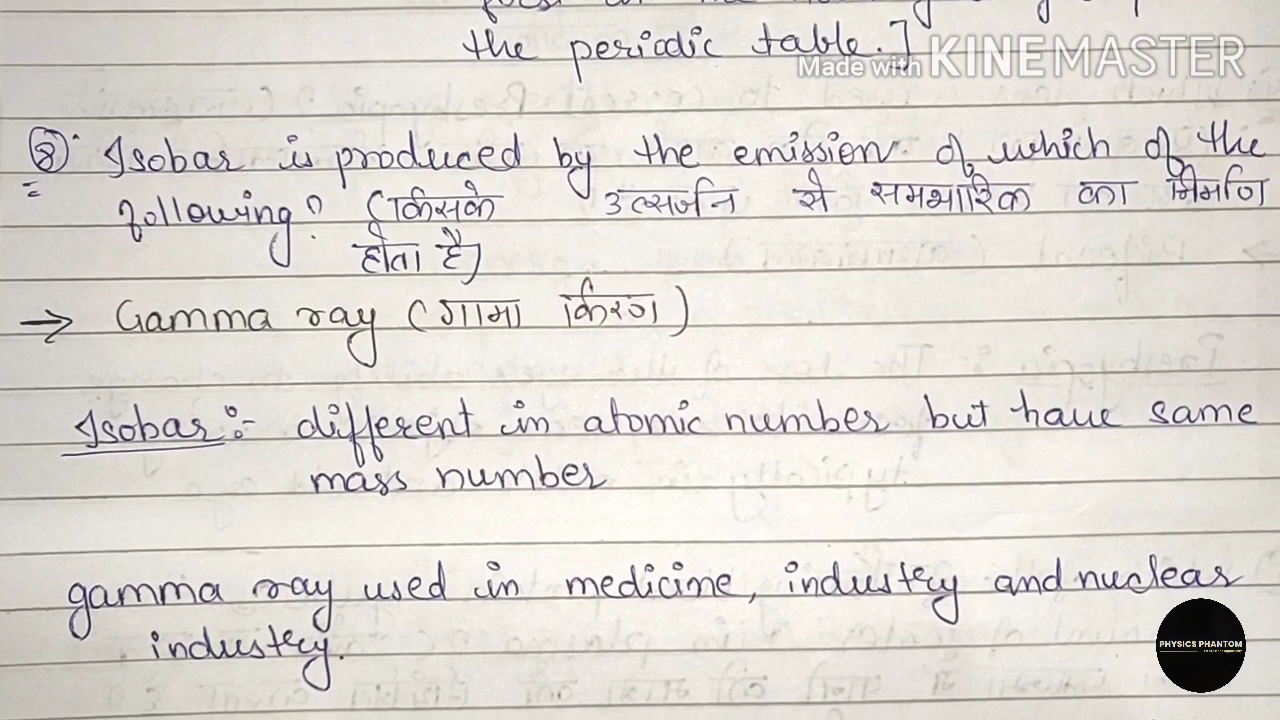 the periodic table.]
Made with KINEMASTER
8. Isobar is produced by the emission of which of the
following? (किसके उत्सर्जन से समभारिक का निर्माण
होता है)
→ Gamma ray (गामा किरण)
Isobar :- different in atomic number but have same
mass number
gamma ray used in medicine, industry and nuclear
industry.
PHYSICS PHANTOM